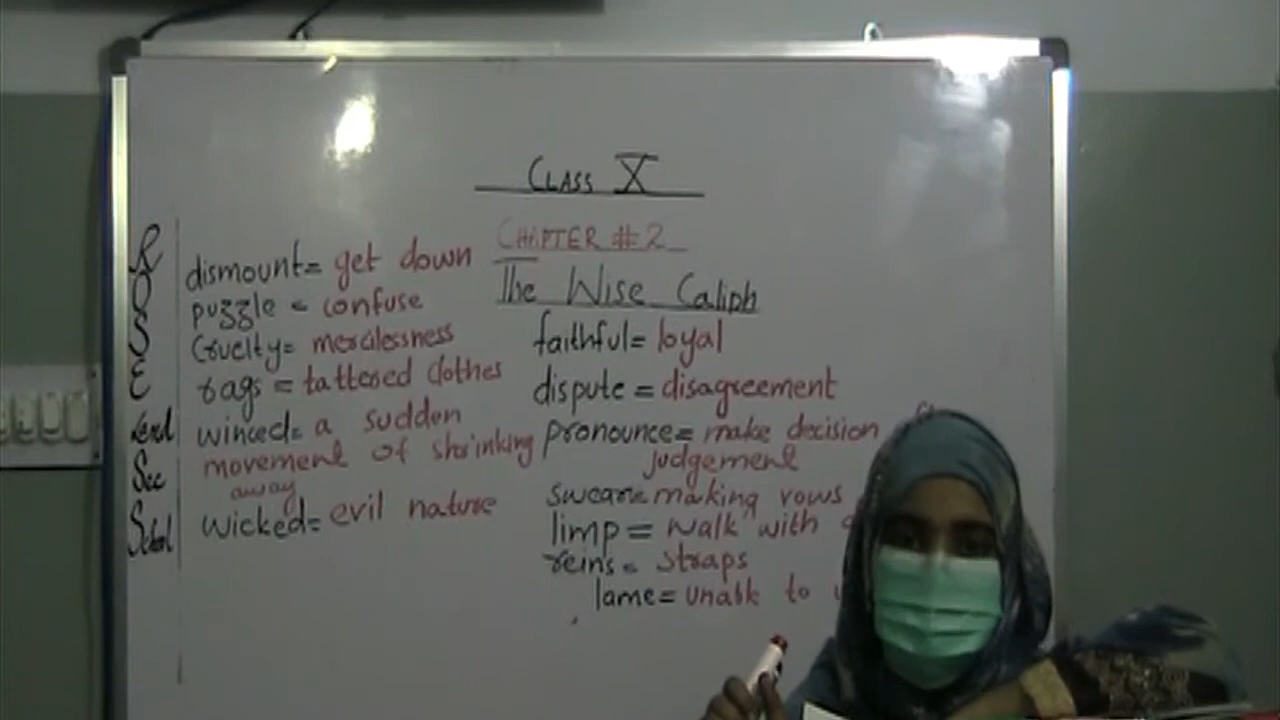 CLASS X
CHAPTER #2
The Wise Caliph
R
O
S
E
Sec
School
dismount= get down
puzzle = confuse
Cruelty= mercilessness
rags = tattered clothes
winced= a sudden
movement of shrinking
away
wicked= evil nature
faithful= loyal
dispute = disagreement
pronounce= make decision
judgement
swear= making vows
limp = walk with
reins = straps
lame= unable to